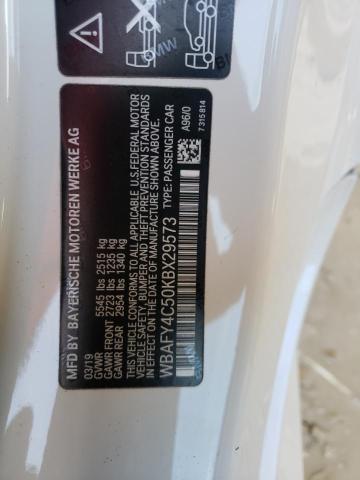 MFD BY BAYERISCHE MOTOREN WERKE AG
03/19
GVWR 5545 lbs 2515 kg
GAWR FRONT 2723 lbs 1235 kg
GAWR REAR 2954 lbs 1340 kg
THIS VEHICLE CONFORMS TO ALL APPLICABLE U.S.FEDERAL MOTOR
VEHICLE SAFETY, BUMPER AND THEFT PREVENTION STANDARDS
IN EFFECT ON THE DATE OF MANUFACTURE SHOWN ABOVE.
WBAFY4C50KBX29573
TYPE: PASSENGER CAR
A96/0
7 315 814
BMW
BMW